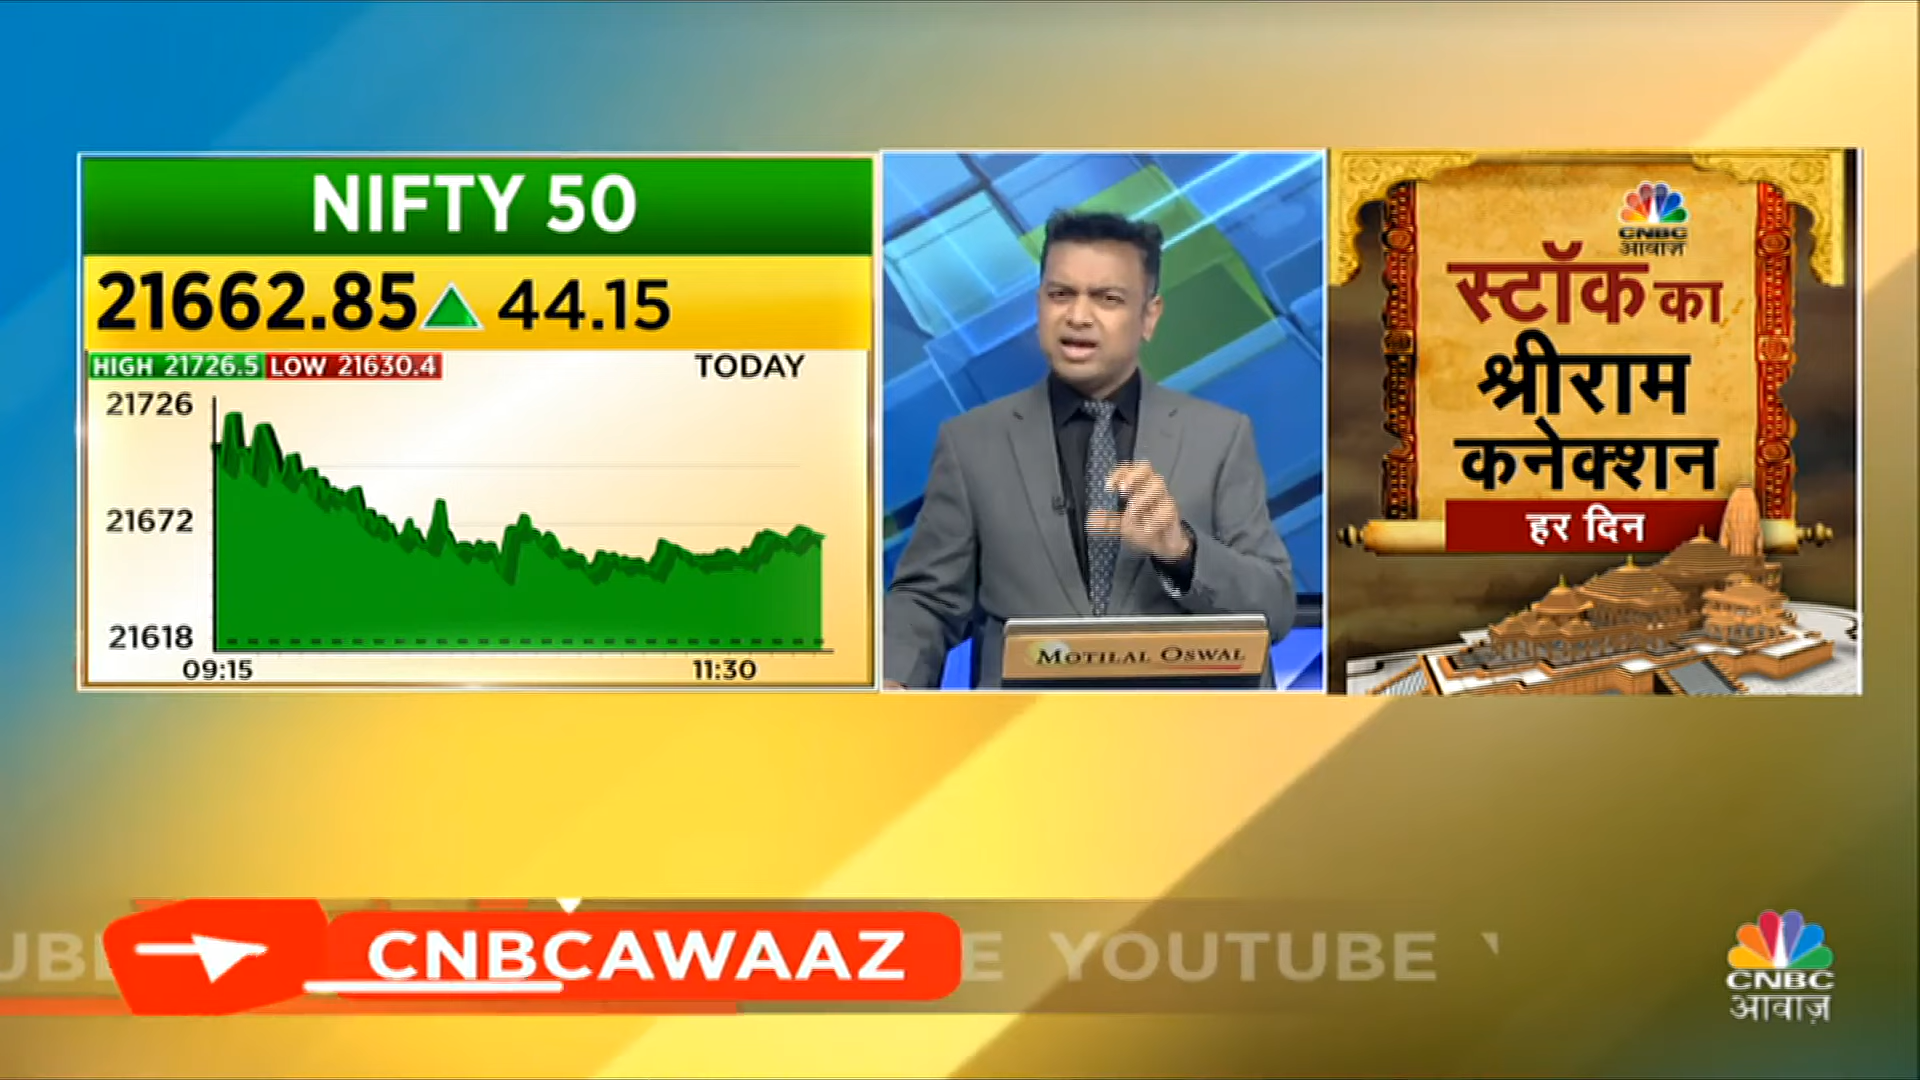 NIFTY 50
21662.85 44.15
HIGH 21726.5 LOW 21630.4 TODAY
21726
21672
21618
09:15 11:30
MOTILAL OSWAL
CNBC
आवाज़
स्टॉक का
श्रीराम
कनेक्शन
हर दिन
CNBCAWAAZ
YOUTUBE
CNBC
आवाज़